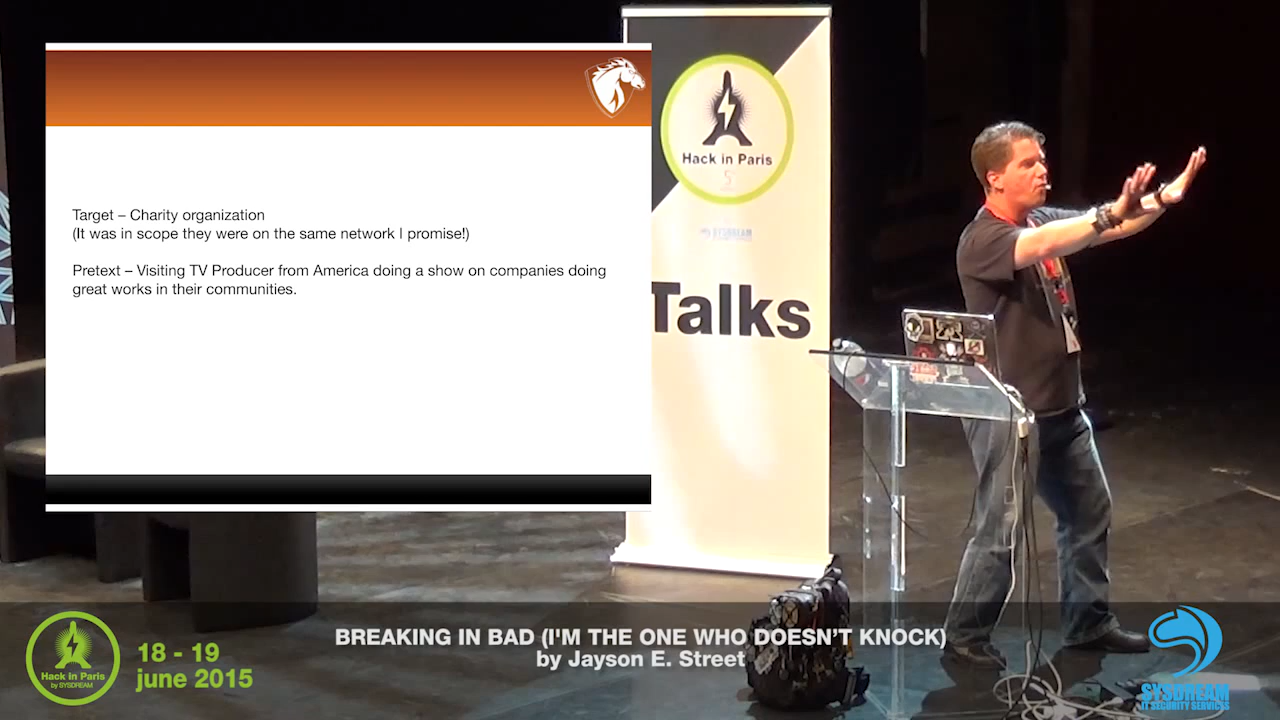 Target – Charity organization
(It was in scope they were on the same network I promise!)
Pretext – Visiting TV Producer from America doing a show on companies doing
great works in their communities.
Hack in Paris
5
SYSDREAM
Talks
BREAKING IN BAD (I'M THE ONE WHO DOESN’T KNOCK)
by Jayson E. Street
Hack in Paris
by SYSDREAM
18 - 19
june 2015
SYSDREAM
IT SECURITY SERVICES